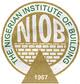 THE NIGERIAN INSTITUTE OF BUILDING
NIOB
1967